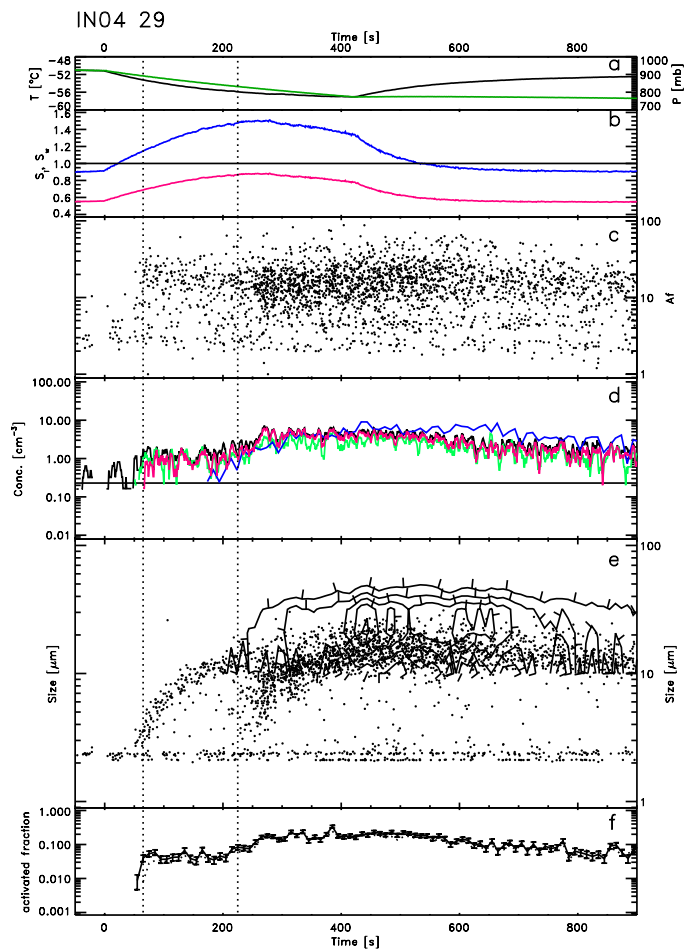 IN04 29
Time [s]
0 200 400 600 800
−48
−52
−56
−60
T [°C]
a
1000
900
800
700
P [mb]
1.6
1.4
1.2
1.0
0.8
0.6
0.4
Si, Sw
b
c
100
10
1
Af
100.00
10.00
1.00
0.10
0.01
Conc. [cm−3]
d
e
Size [μm]
100
10
1
Size [μm]
1.000
0.100
0.010
0.001
activated fraction
f
0 200 400 600 800
Time [s]